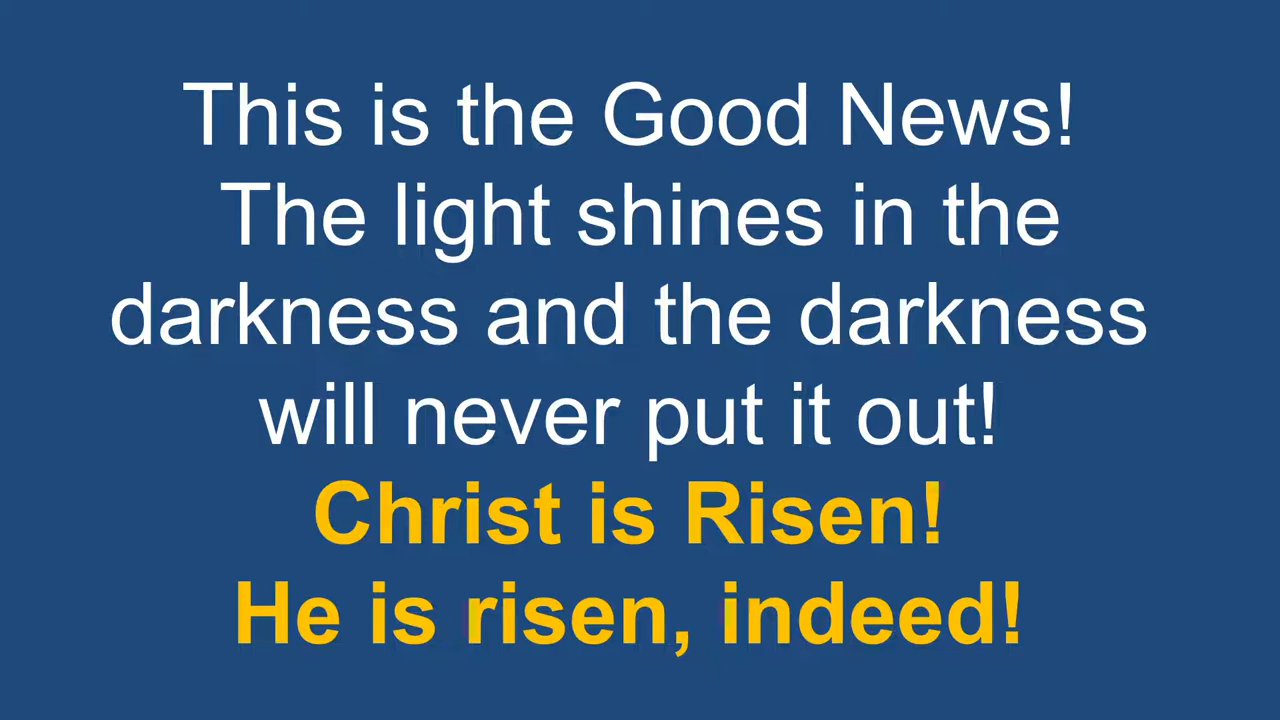 This is the Good News!
The light shines in the
darkness and the darkness
will never put it out!
Christ is Risen!
He is risen, indeed!